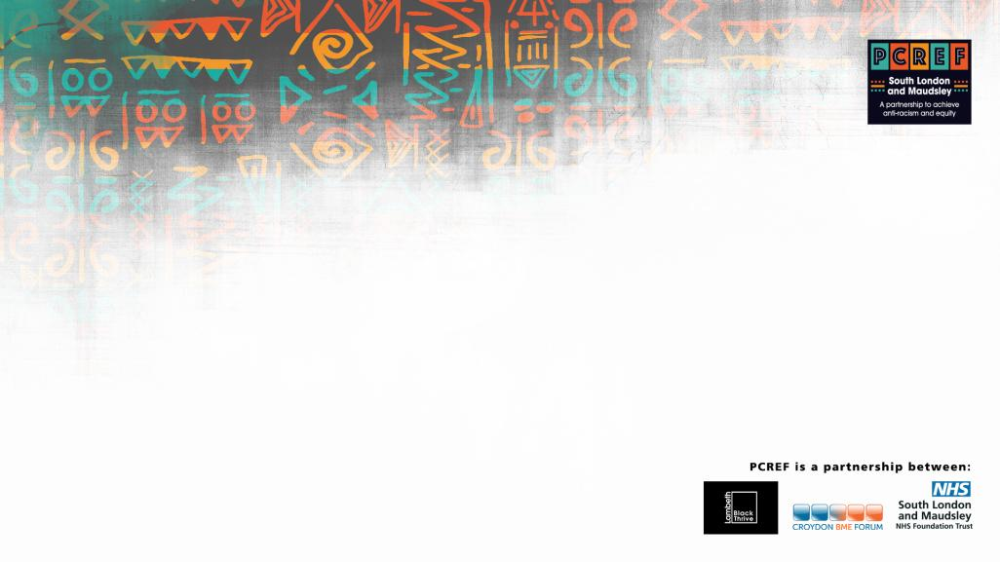 PCREF
South London
and Maudsley
A partnership to achieve
anti-racism and equity
PCREF is a partnership between:
Lambeth
Black
Thrive
CROYDON BME FORUM
NHS
South London
and Maudsley
NHS Foundation Trust